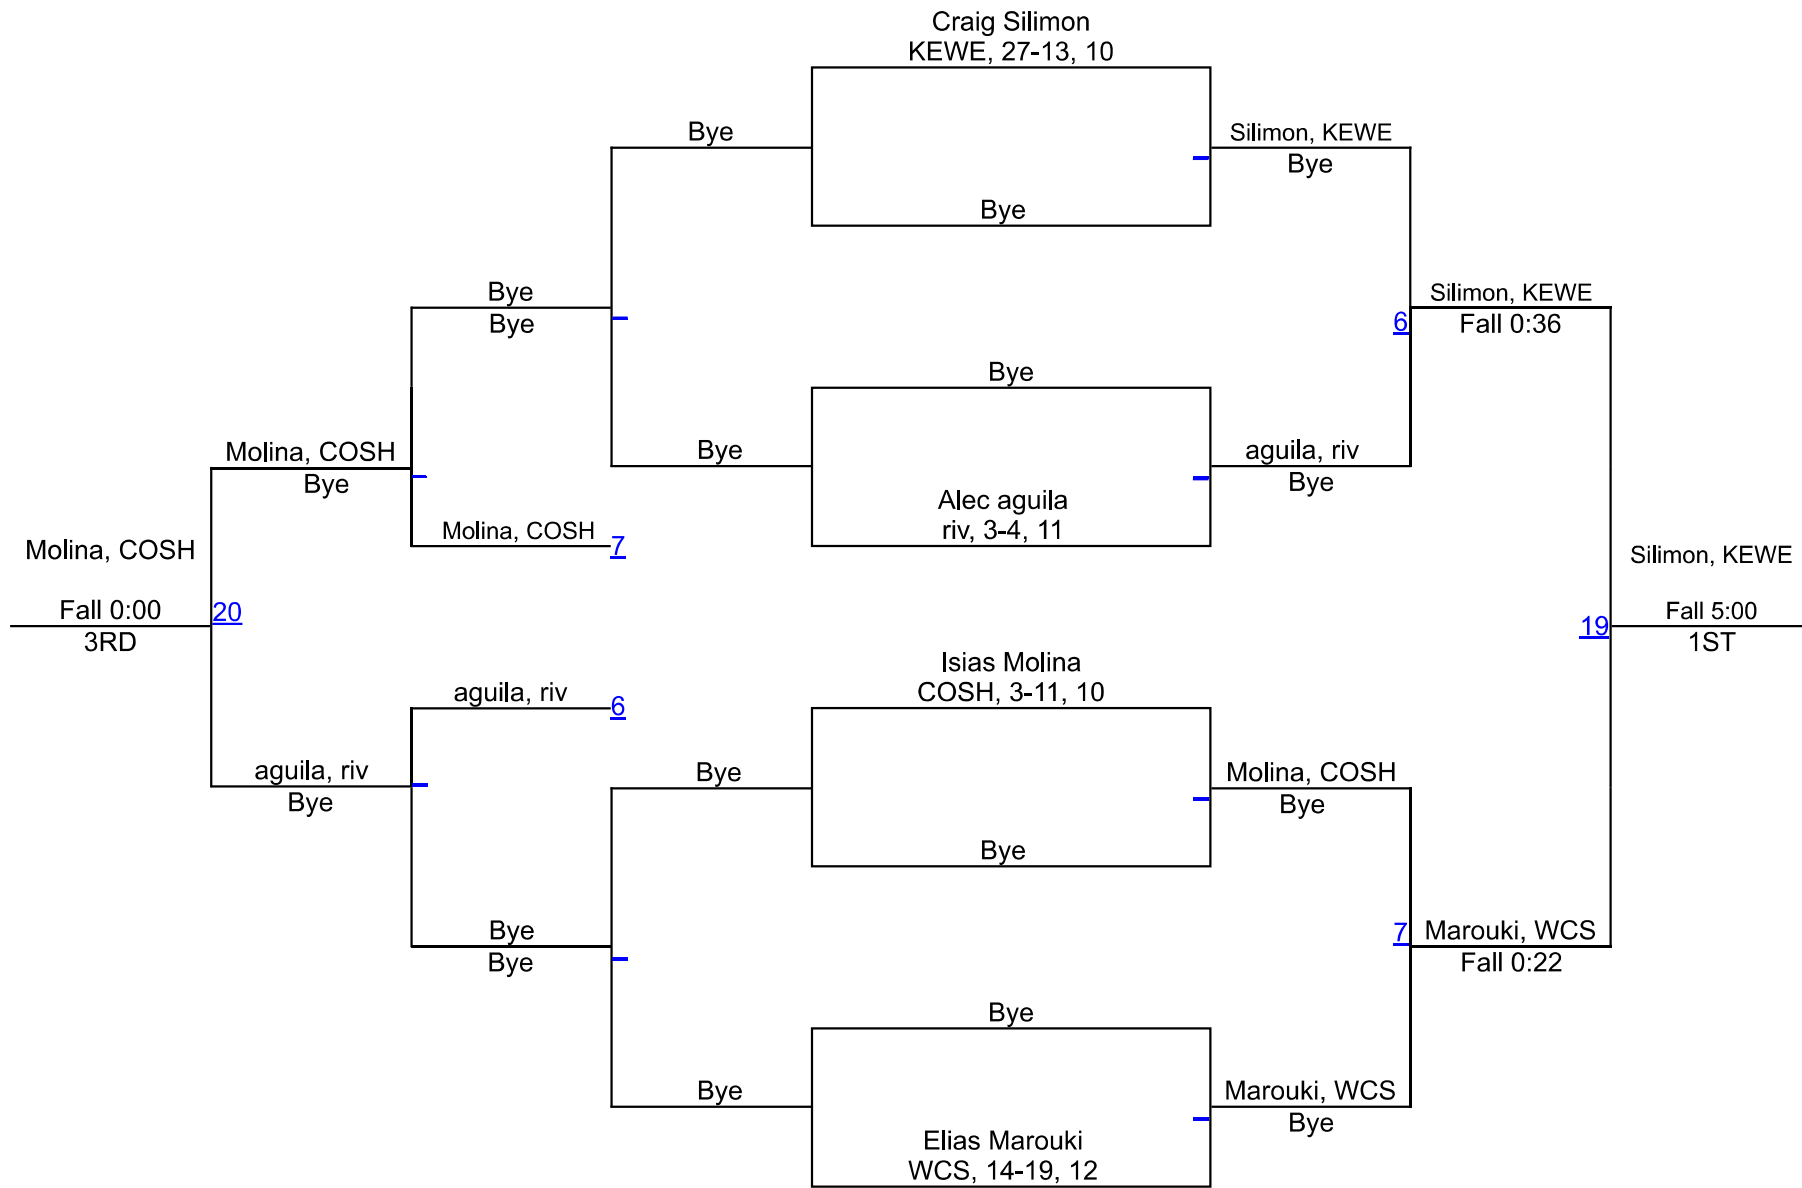 Craig Silimon
KEWE, 27-13, 10
Bye
Silimon, KEWE
Bye
Bye
Bye
Silimon, KEWE
Bye
6
Fall 0:36
Bye
Molina, COSH
Bye
aguila, riv
Bye
Bye
Alec aguila
Molina, COSH
7
riv, 3-4, 11
Molina, COSH
Silimon, KEWE
Fall 0:00
20
19
Fall 5:00
3RD
1ST
Isias Molina
aguila, riv
6
COSH, 3-11, 10
aguila, riv
Bye
Molina, COSH
Bye
Bye
Bye
Bye
7
Marouki, WCS
Bye
Fall 0:22
Bye
Bye
Marouki, WCS
Bye
Elias Marouki
WCS, 14-19, 12